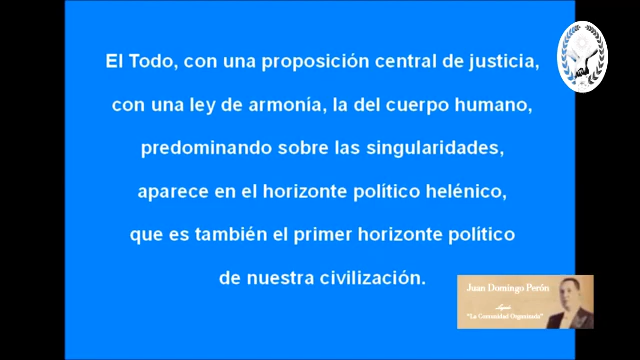 El Todo, con una proposición central de justicia,
con una ley de armonía, la del cuerpo humano,
predominando sobre las singularidades,
aparece en el horizonte político helénico,
que es también el primer horizonte político
de nuestra civilización.
Juan Domingo Perón
Legado
"La Comunidad Organizada"